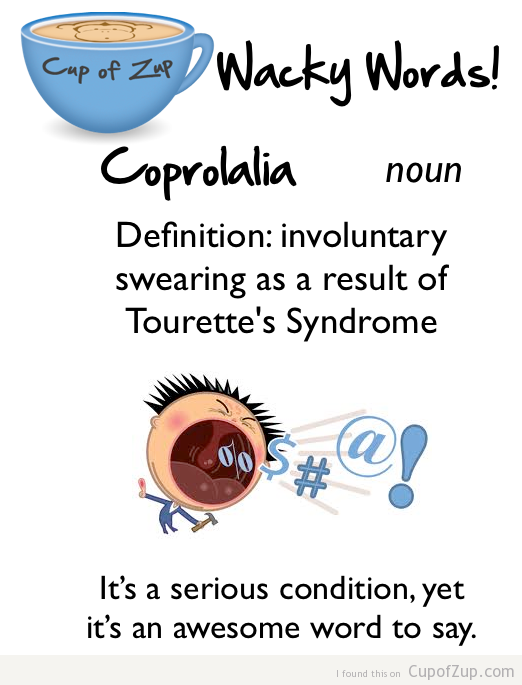 Cup of Zup
Wacky Words!
Coprolalia noun
Definition: involuntary
swearing as a result of
Tourette's Syndrome
%$#@!
It's a serious condition, yet
it's an awesome word to say.
I found this on CupofZup.com